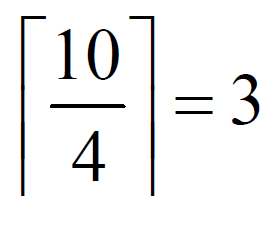 ⌈10/4⌉ = 3